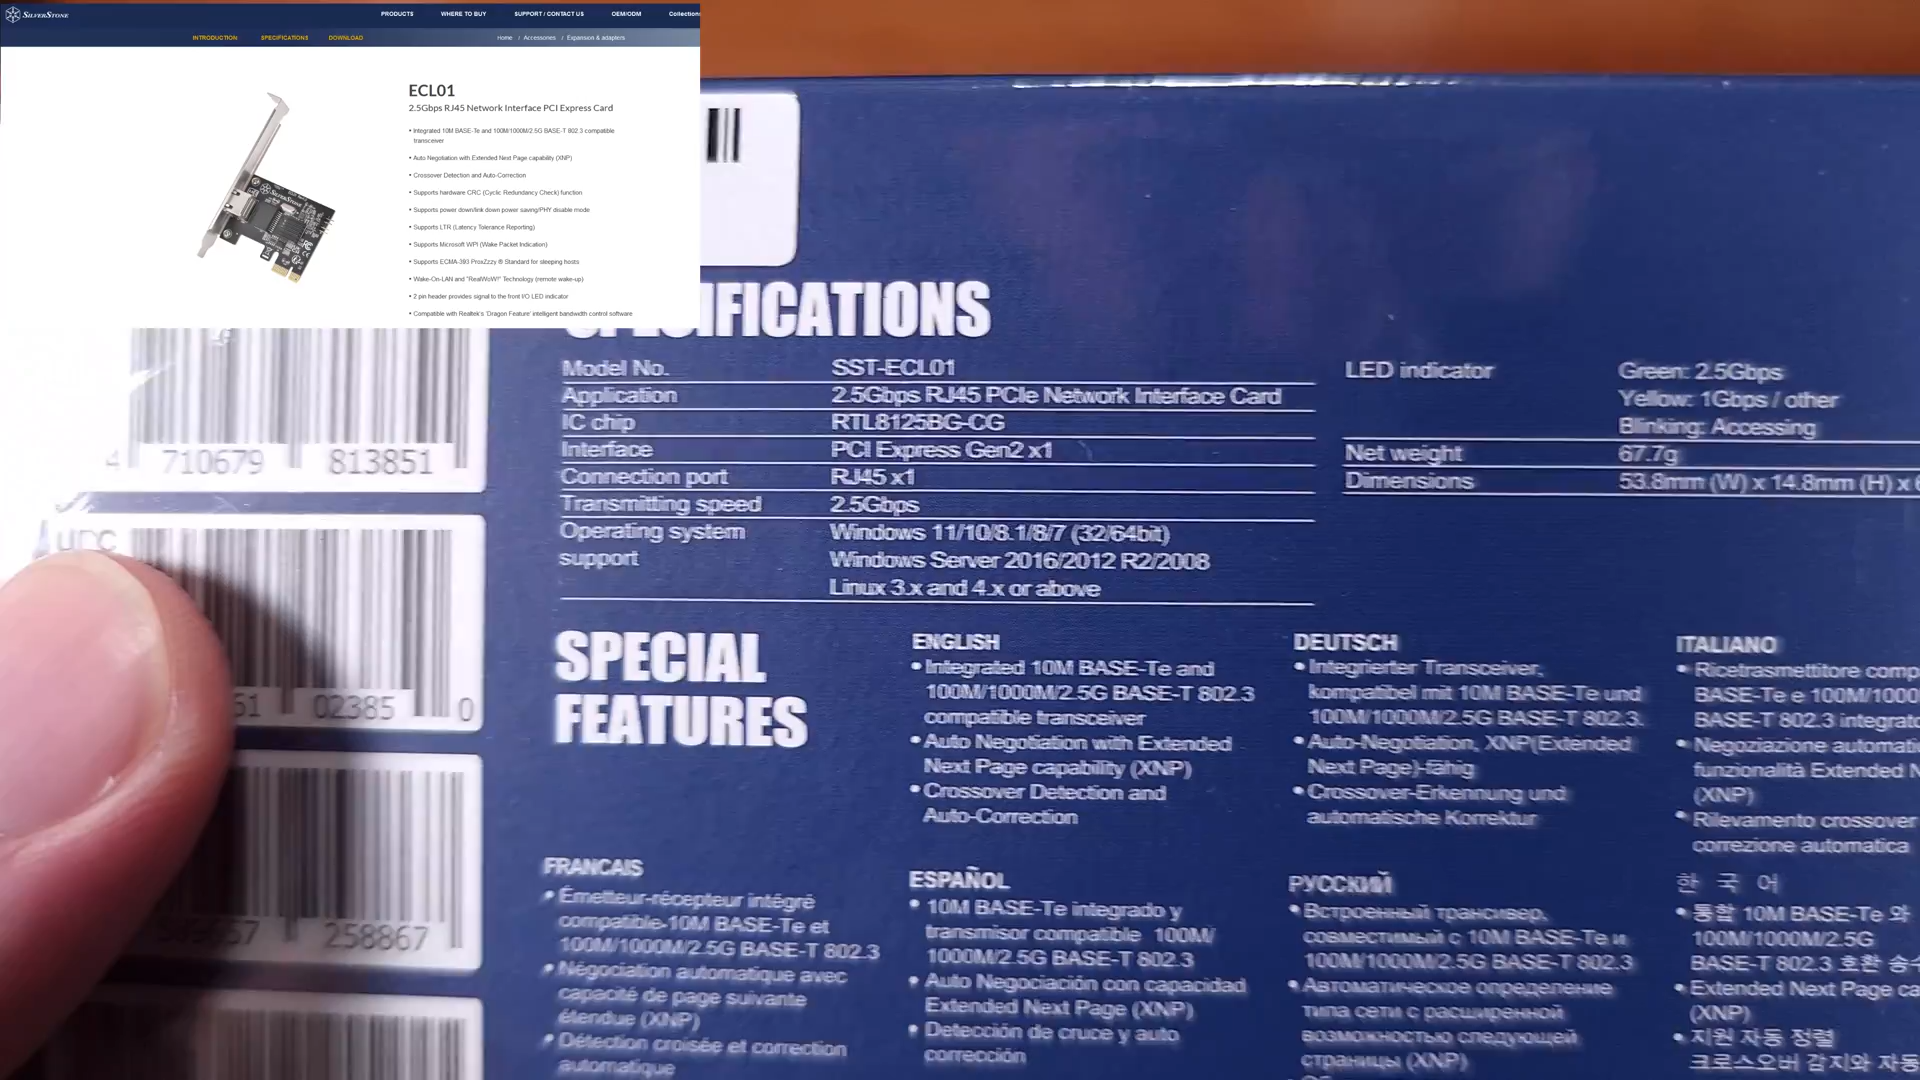 SILVERSTONE
PRODUCTS
WHERE TO BUY
SUPPORT / CONTACT US
OEM/ODM
Collections
INTRODUCTION
SPECIFICATIONS
DOWNLOAD
Home / Accessories / Expansion & adapters
ECL01
2.5Gbps RJ45 Network Interface PCI Express Card
• Integrated 10M BASE-Te and 100M/1000M/2.5G BASE-T 802.3 compatible
transceiver
• Auto Negotiation with Extended Next Page capability (XNP)
• Crossover Detection and Auto-Correction
• Supports hardware CRC (Cyclic Redundancy Check) function
• Supports power down/link down power saving/PHY disable mode
• Supports LTR (Latency Tolerance Reporting)
• Supports Microsoft WPI (Wake Packet Indication)
• Supports ECMA-393 ProxZzzy ® Standard for sleeping hosts
• Wake-On-LAN and "RealWoW!" Technology (remote wake-up)
• 2 pin header provides signal to the front I/O LED indicator
• Compatible with Realtek's 'Dragon Feature' intelligent bandwidth control software
4 710679 813851
UPC
51 02385 0
258867
SPECIFICATIONS
Model No. SST-ECL01
Application 2.5Gbps RJ45 PCIe Network Interface Card
IC chip RTL8125BG-CG
Interface PCI Express Gen2 x1
Connection port RJ45 x1
Transmitting speed 2.5Gbps
Operating system Windows 11/10/8.1/8/7 (32/64bit)
support Windows Server 2016/2012 R2/2008
Linux 3.x and 4.x or above
LED indicator Green: 2.5Gbps
Yellow: 1Gbps / other
Blinking: Accessing
Net weight 67.7g
Dimensions 53.8mm (W) x 14.8mm (H) x
SPECIAL
FEATURES
ENGLISH
• Integrated 10M BASE-Te and
100M/1000M/2.5G BASE-T 802.3
compatible transceiver
• Auto Negotiation with Extended
Next Page capability (XNP)
• Crossover Detection and
Auto-Correction
DEUTSCH
• Integrierter Transceiver,
kompatibel mit 10M BASE-Te und
100M/1000M/2.5G BASE-T 802.3.
• Auto-Negotiation, XNP(Extended
Next Page)-fähig
• Crossover-Erkennung und
automatische Korrektur
ITALIANO
• Ricetrasmettitore comp
BASE-Te e 100M/1000
BASE-T 802.3 integrato
• Negoziazione automati
funzionalità Extended N
(XNP)
• Rilevamento crossover
correzione automatica
FRANCAIS
• Émetteur-récepteur intégré
compatible-10M BASE-Te et
100M/1000M/2.5G BASE-T 802.3
• Négociation automatique avec
capacité de page suivante
étendue (XNP)
• Détection croisée et correction
automatique
ESPAÑOL
• 10M BASE-Te integrado y
transmisor compatible 100M/
1000M/2.5G BASE-T 802.3
• Auto Negociación con capacidad
Extended Next Page (XNP)
• Detección de cruce y auto
corrección
РУССКИЙ
• Встроенный трансивер,
совместимый с 10M BASE-Te и
100M/1000M/2.5G BASE-T 802.3
• Автоматическое определение
типа сети с расширенной
возможностью следующей
страницы (XNP)
한 국 어
• 통합 10M BASE-Te 와
100M/1000M/2.5G
BASE-T 802.3 호환 송수
• Extended Next Page ca
(XNP)
• 지원 자동 정렬
크로스오버 감지와 자동